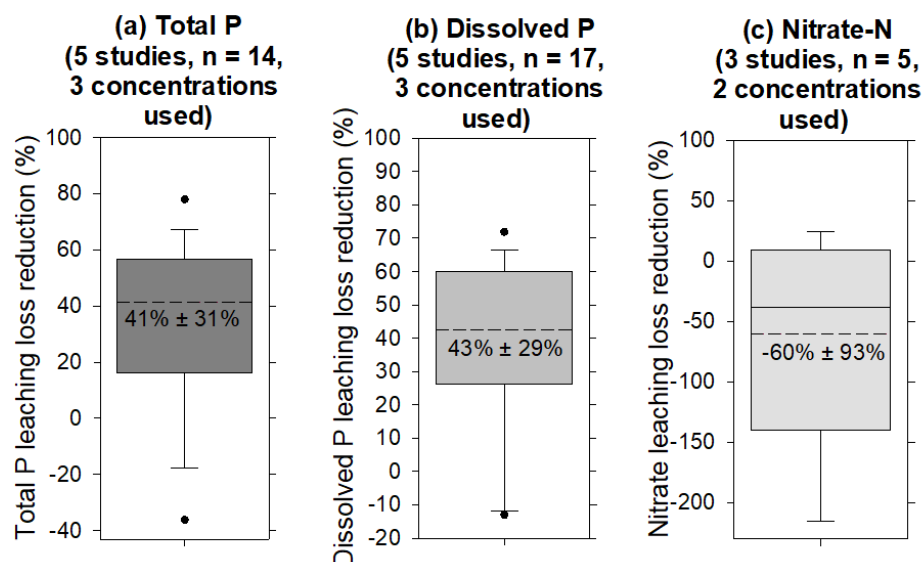 (a) Total P
(5 studies, n = 14,
3 concentrations
used)
Total P leaching loss reduction (%)
100
80
60
40
20
0
-20
-40
41% ± 31%
(b) Dissolved P
(5 studies, n = 17,
3 concentrations
used)
Dissolved P leaching loss reduction (%)
100
90
80
70
60
50
40
30
20
10
0
-10
-20
43% ± 29%
(c) Nitrate-N
(3 studies, n = 5,
2 concentrations
used)
Nitrate leaching loss reduction (%)
100
50
0
-50
-100
-150
-200
-60% ± 93%